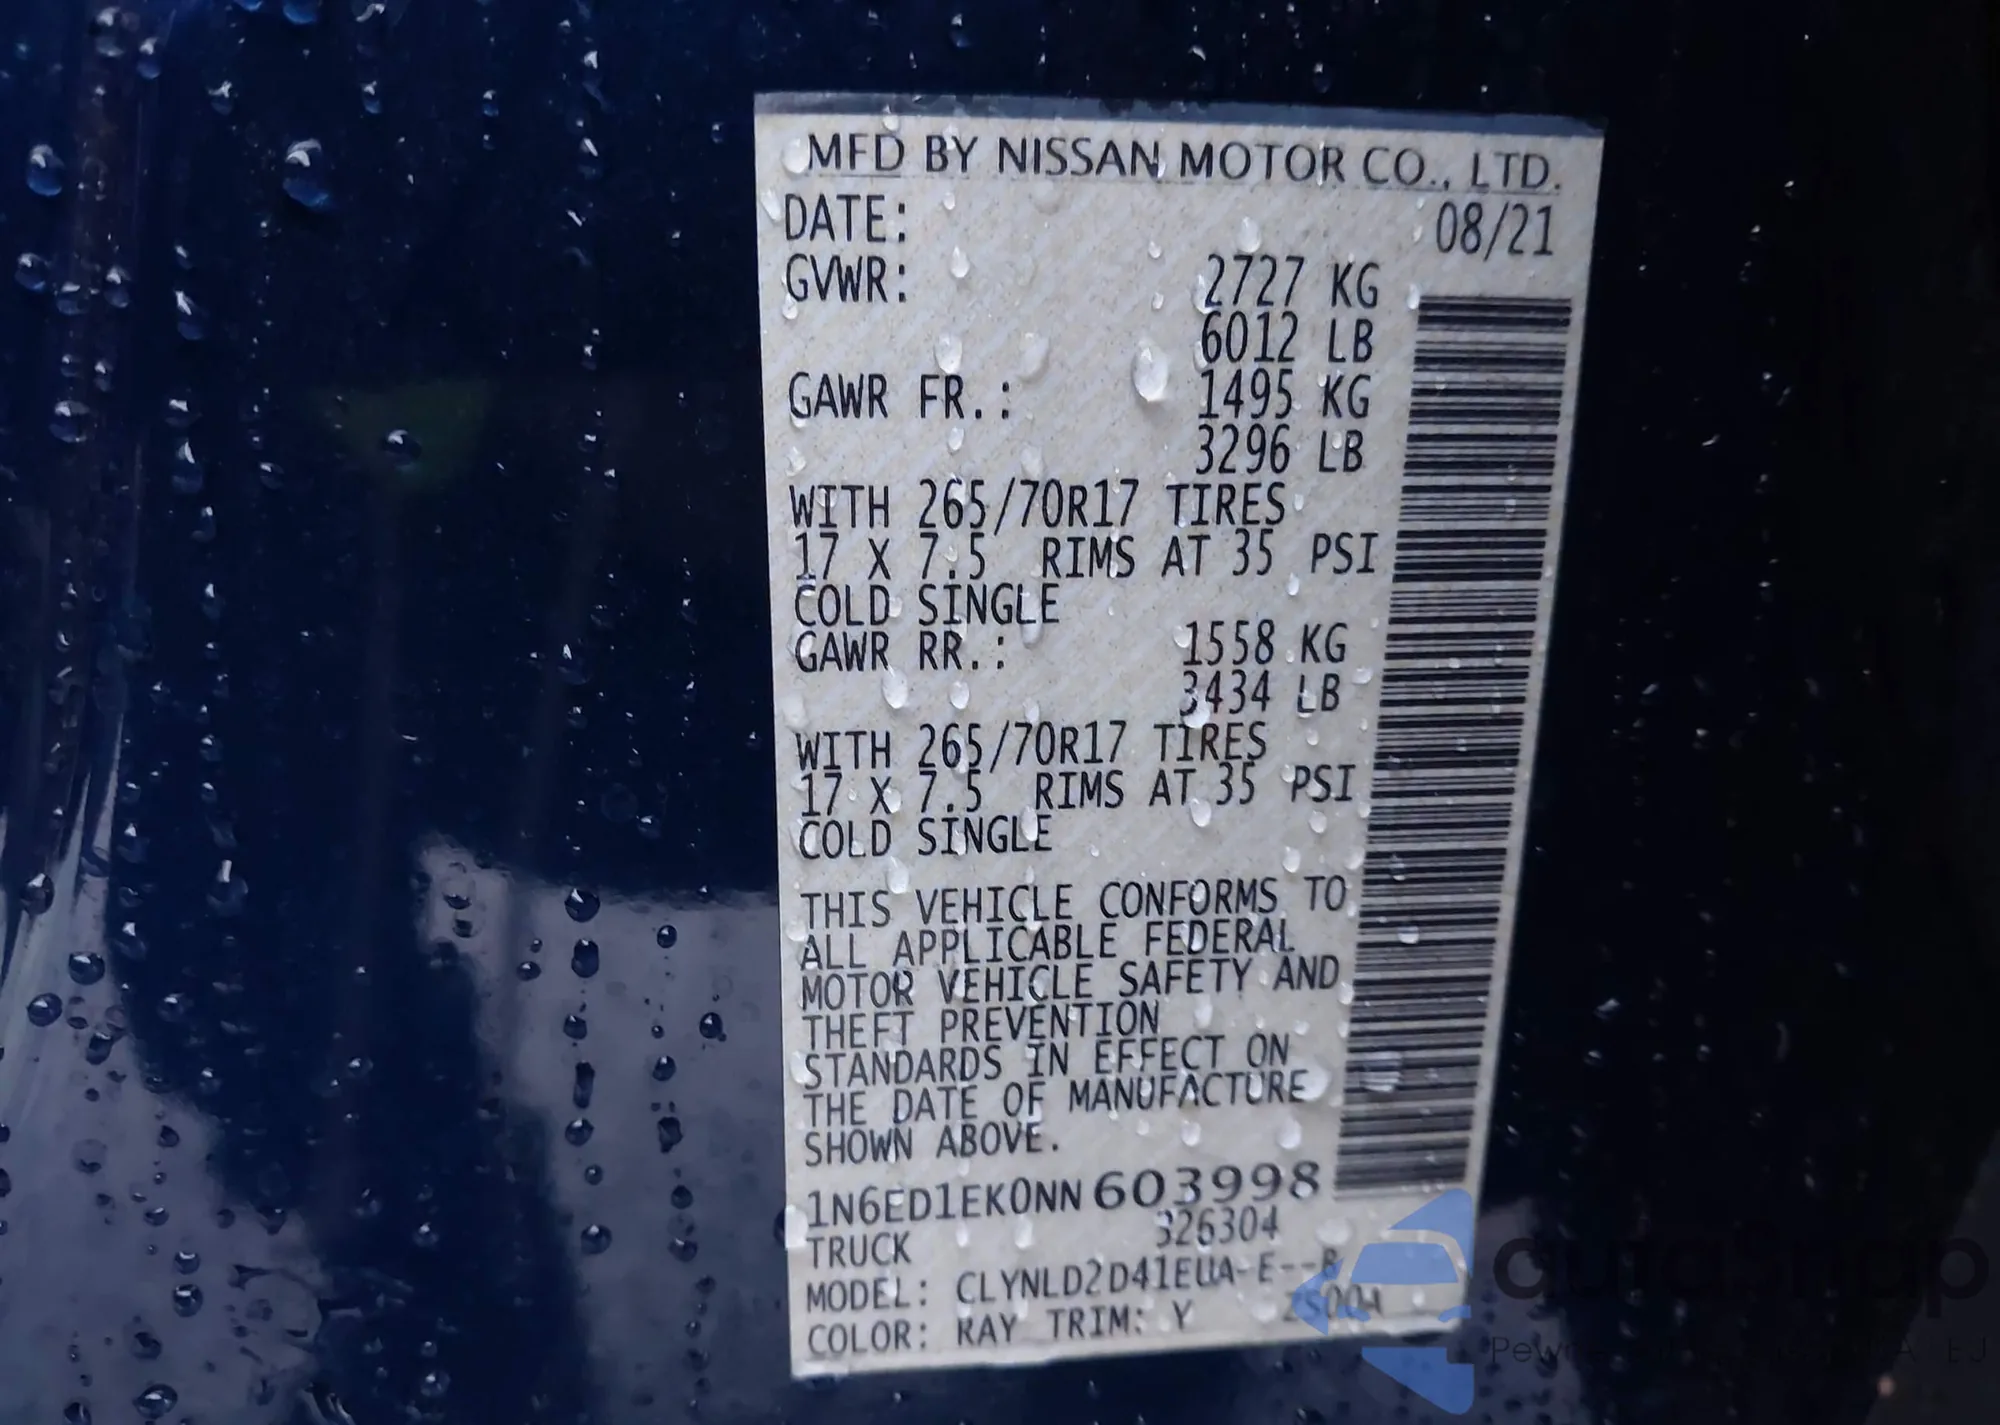 MFD BY NISSAN MOTOR CO., LTD.
DATE: 08/21
GVWR: 2727 KG
6012 LB
GAWR FR.: 1495 KG
3296 LB
WITH 265/70R17 TIRES
17 X 7.5 RIMS AT 35 PSI
COLD SINGLE
GAWR RR.: 1558 KG
3434 LB
WITH 265/70R17 TIRES
17 X 7.5 RIMS AT 35 PSI
COLD SINGLE
THIS VEHICLE CONFORMS TO
ALL APPLICABLE FEDERAL
MOTOR VEHICLE SAFETY AND
THEFT PREVENTION
STANDARDS IN EFFECT ON
THE DATE OF MANUFACTURE
SHOWN ABOVE.
1N6ED1EK0NN603998
326304
TRUCK
MODEL: CLYNLD2D41EUA-E--B
COLOR: RAY TRIM: Y